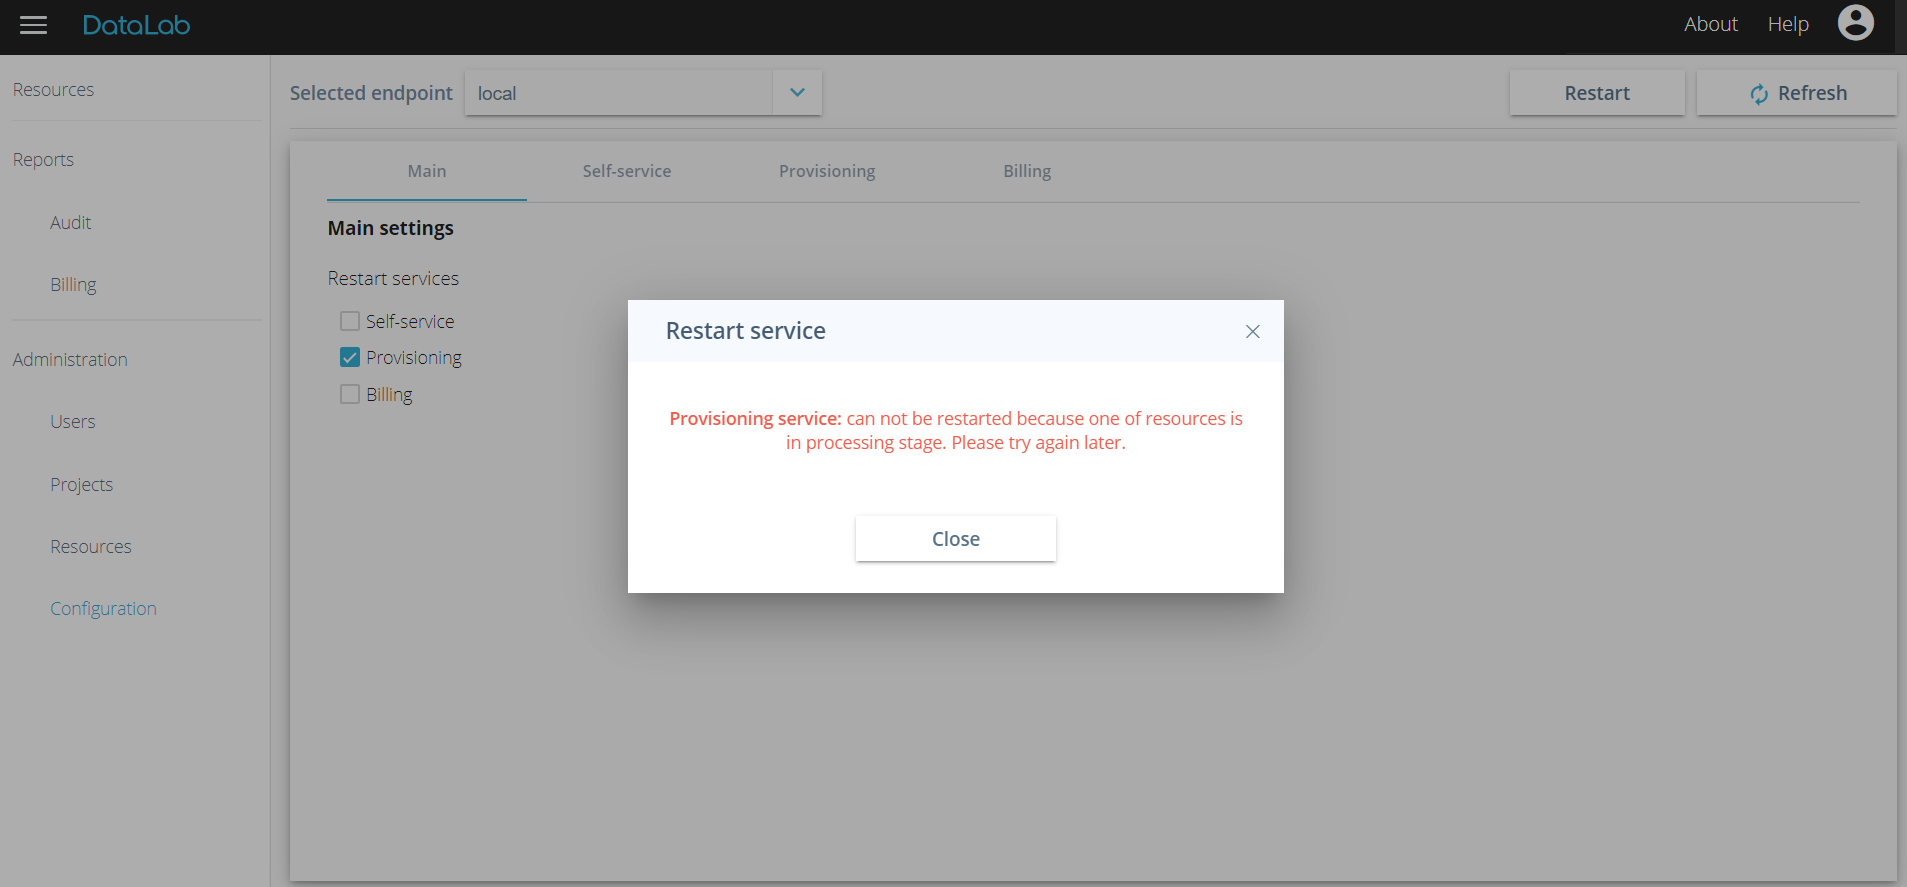 DataLab
About
Help
Resources
Reports
Audit
Billing
Administration
Users
Projects
Resources
Configuration
Selected endpoint
local
Restart
Refresh
Main
Self-service
Provisioning
Billing
Main settings
Restart services
Self-service
Provisioning
Billing
Restart service
Provisioning service: can not be restarted because one of resources is
in processing stage. Please try again later.
Close